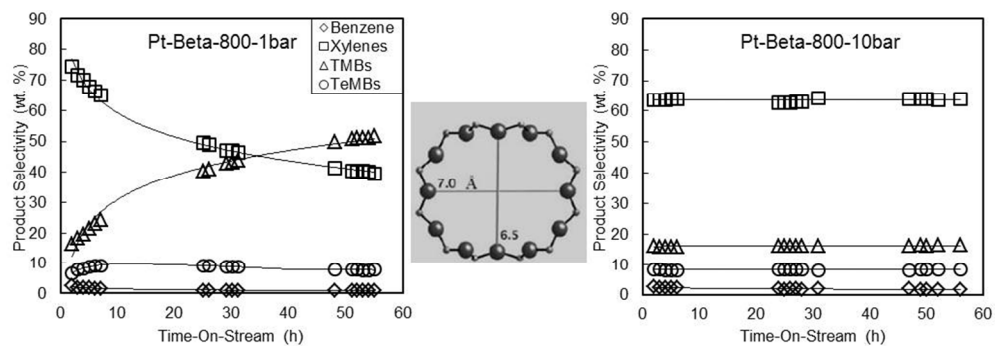 Pt-Beta-800-1bar
Benzene
Xylenes
TMBs
TeMBs
Product Selectivity (wt. %)
90
80
70
60
50
40
30
20
10
0
0 10 20 30 40 50 60
Time-On-Stream (h)
7.0 Å
6.5
Pt-Beta-800-10bar
Product Selectivity (wt. %)
90
80
70
60
50
40
30
20
10
0
0 10 20 30 40 50 60
Time-On-Stream (h)